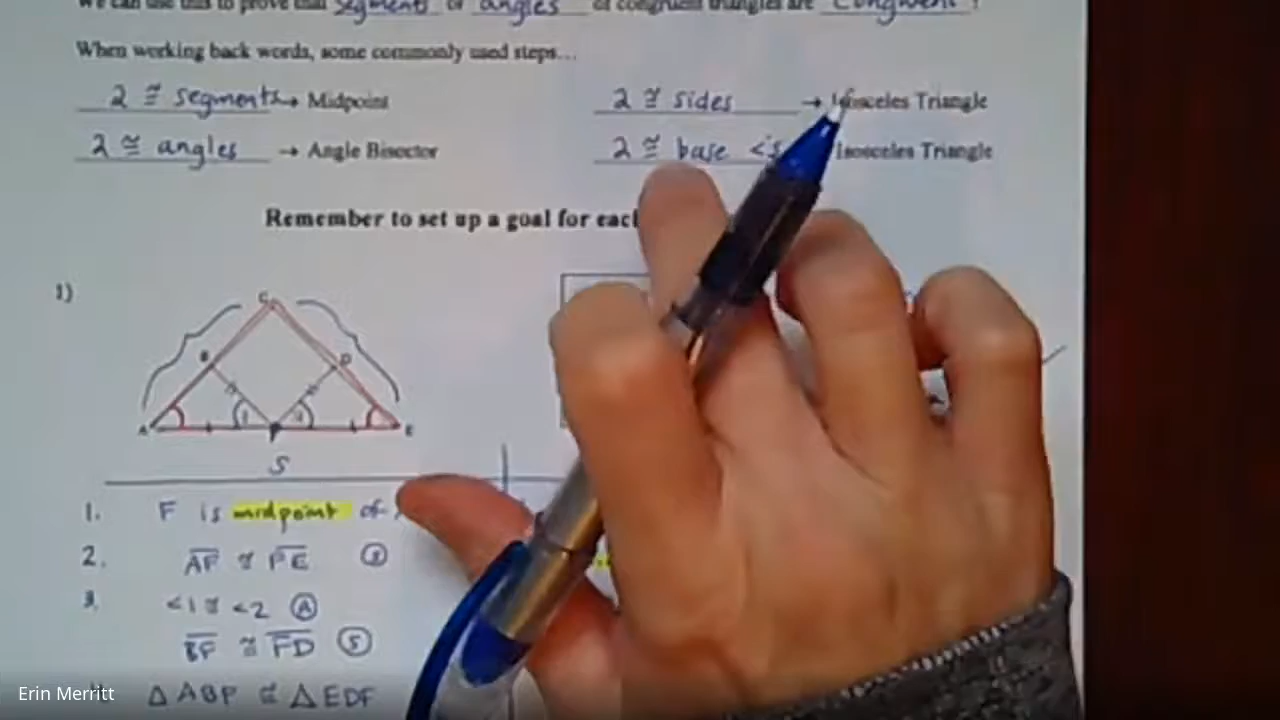 We can use this to prove that segments or angles of congruent triangles are congruent !
When working back words, some commonly used steps…
2 ≅ segments → Midpoint
2 ≅ sides → Isosceles Triangle
2 ≅ angles → Angle Bisector
2 ≅ base <'s Isosceles Triangle
Remember to set up a goal for each
1)
C
B D
1 2
A F E
S
1. F is midpoint of
2. AF ≅ FE Ⓢ
3. <1 ≅ <2 Ⓐ
BF ≅ FD Ⓢ
△ ABF ≅ △ EDF
Erin Merritt